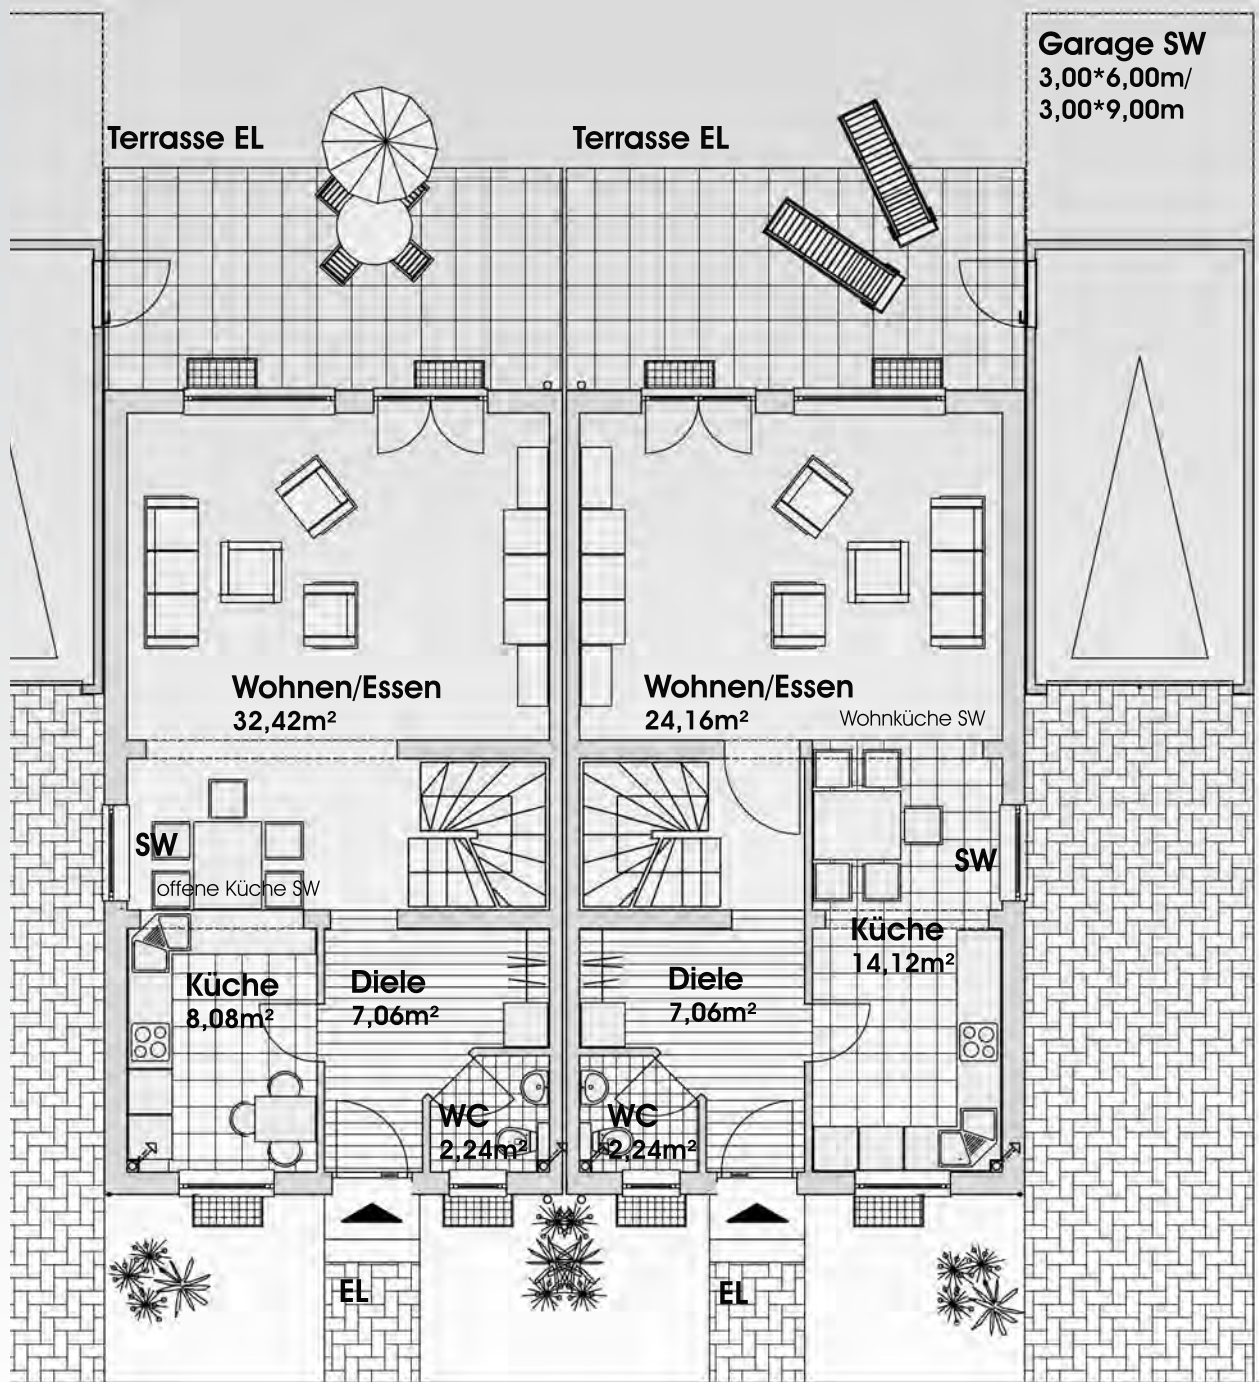 Garage SW
3,00*6,00m/
3,00*9,00m
Terrasse EL
Terrasse EL
Wohnen/Essen
32,42m²
Wohnen/Essen
24,16m²
Wohnküche SW
SW
offene Küche SW
SW
Küche
8,08m²
Diele
7,06m²
Diele
7,06m²
Küche
14,12m²
WC
2,24m²
WC
2,24m²
EL
EL